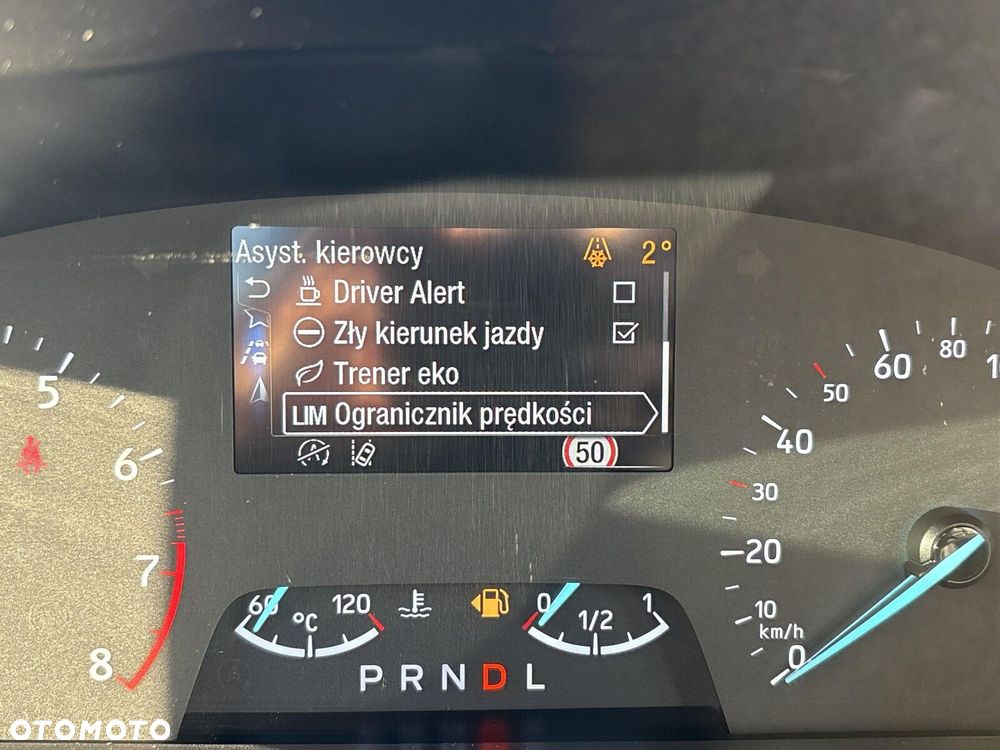 Asyst. kierowcy 2°
Driver Alert
Zły kierunek jazdy
Trener eko
LIM Ogranicznik prędkości
50
5
6
7
8
60 °C 120
0 1/2 1
P R N D L
0
km/h
10
20
30
40
50
60
80
OTOMOTO